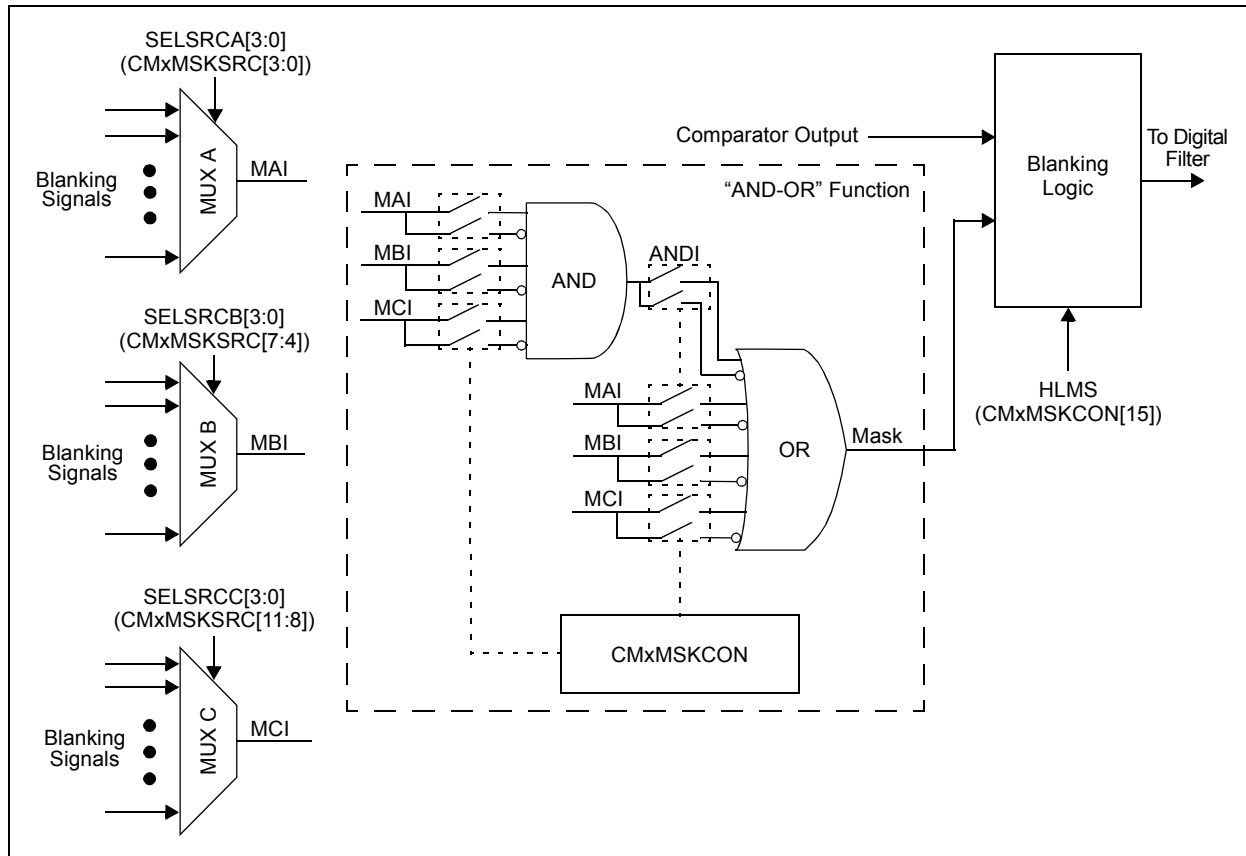 SELSRCA[3:0]
(CMxMSKSRC[3:0])
Blanking
Signals
MUX A
MAI
SELSRCB[3:0]
(CMxMSKSRC[7:4])
Blanking
Signals
MUX B
MBI
SELSRCC[3:0]
(CMxMSKSRC[11:8])
Blanking
Signals
MUX C
MCI
“AND-OR” Function
MAI
MBI
MCI
AND
ANDI
MAI
MBI
MCI
OR
Mask
CMxMSKCON
Comparator Output
Blanking
Logic
To Digital
Filter
HLMS
(CMxMSKCON[15])